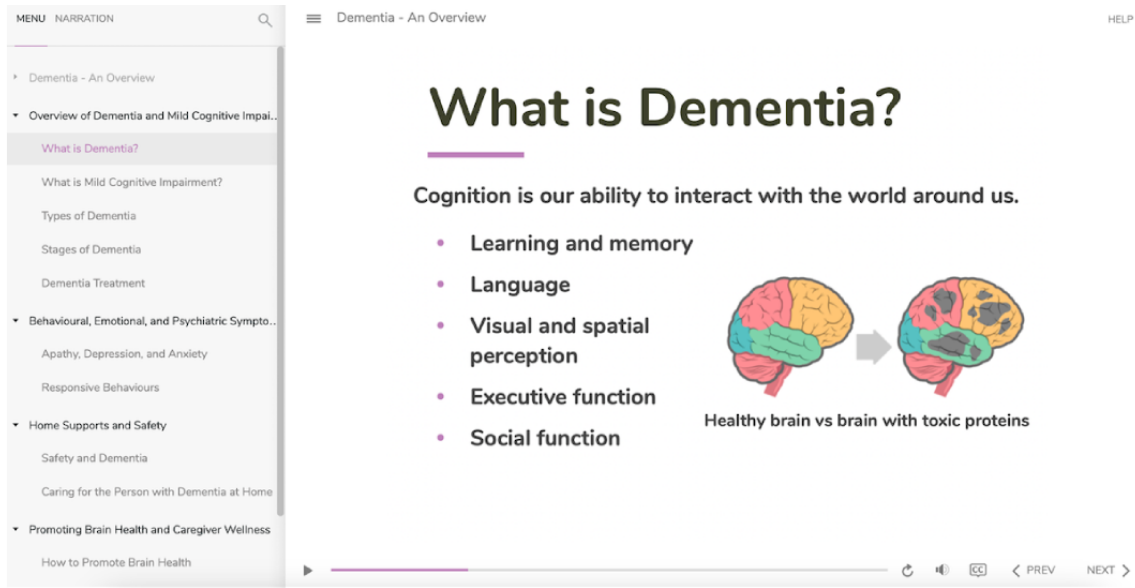 MENU NARRATION
Dementia - An Overview
Overview of Dementia and Mild Cognitive Impai..
What is Dementia?
What is Mild Cognitive Impairment?
Types of Dementia
Stages of Dementia
Dementia Treatment
Behavioural, Emotional, and Psychiatric Sympto..
Apathy, Depression, and Anxiety
Responsive Behaviours
Home Supports and Safety
Safety and Dementia
Caring for the Person with Dementia at Home
Promoting Brain Health and Caregiver Wellness
How to Promote Brain Health
Dementia - An Overview
HELP
What is Dementia?
Cognition is our ability to interact with the world around us.
• Learning and memory
• Language
• Visual and spatial
perception
• Executive function
• Social function
Healthy brain vs brain with toxic proteins
CC
< PREV
NEXT >